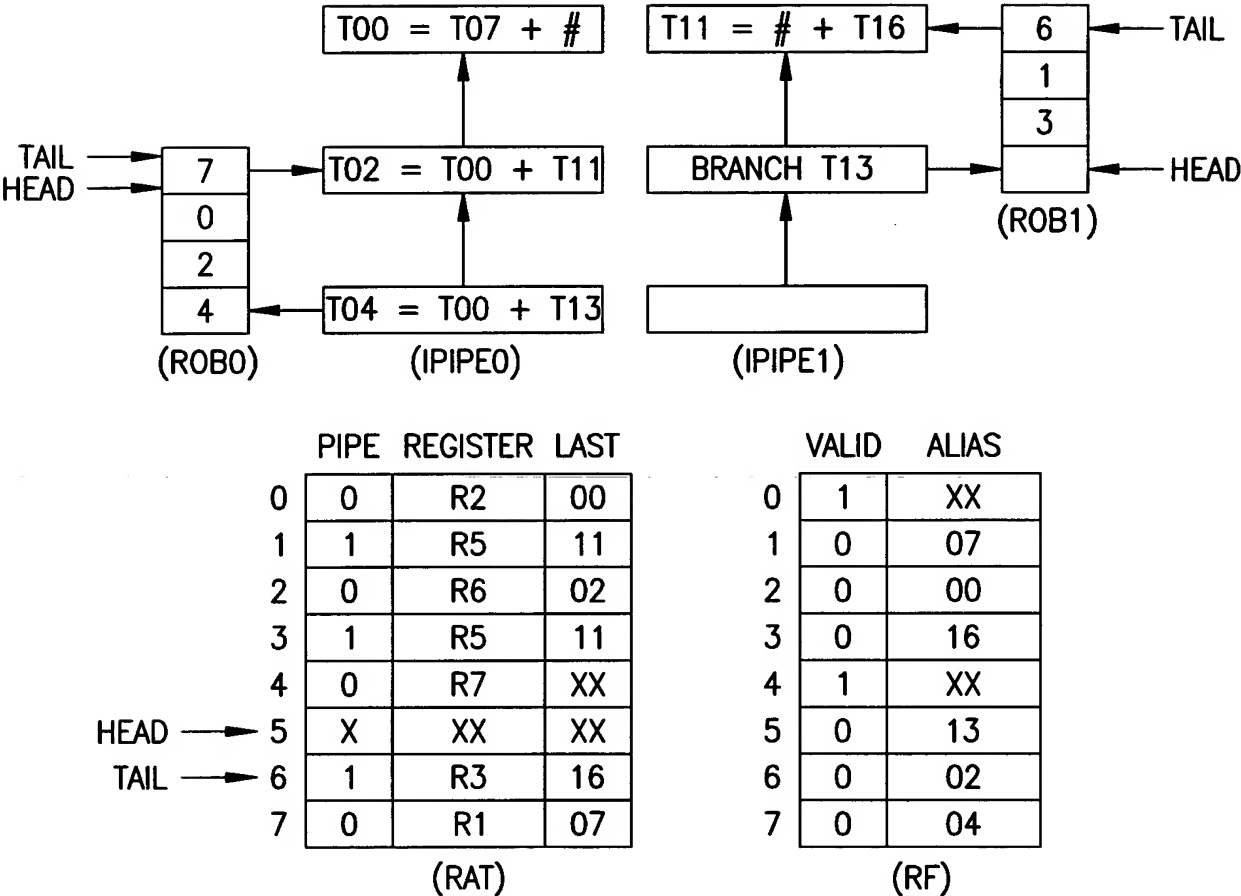 T00 = T07 + #
T11 = # + T16
6
TAIL
1
3
TAIL
HEAD
7
T02 = T00 + T11
BRANCH T13
HEAD
0
(ROB1)
2
4
T04 = T00 + T13
(ROB0)
(IPIPE0)
(IPIPE1)
PIPE REGISTER LAST
0 0 R2 00
1 1 R5 11
2 0 R6 02
3 1 R5 11
4 0 R7 XX
HEAD 5 X XX XX
TAIL 6 1 R3 16
7 0 R1 07
(RAT)
VALID ALIAS
0 1 XX
1 0 07
2 0 00
3 0 16
4 1 XX
5 0 13
6 0 02
7 0 04
(RF)